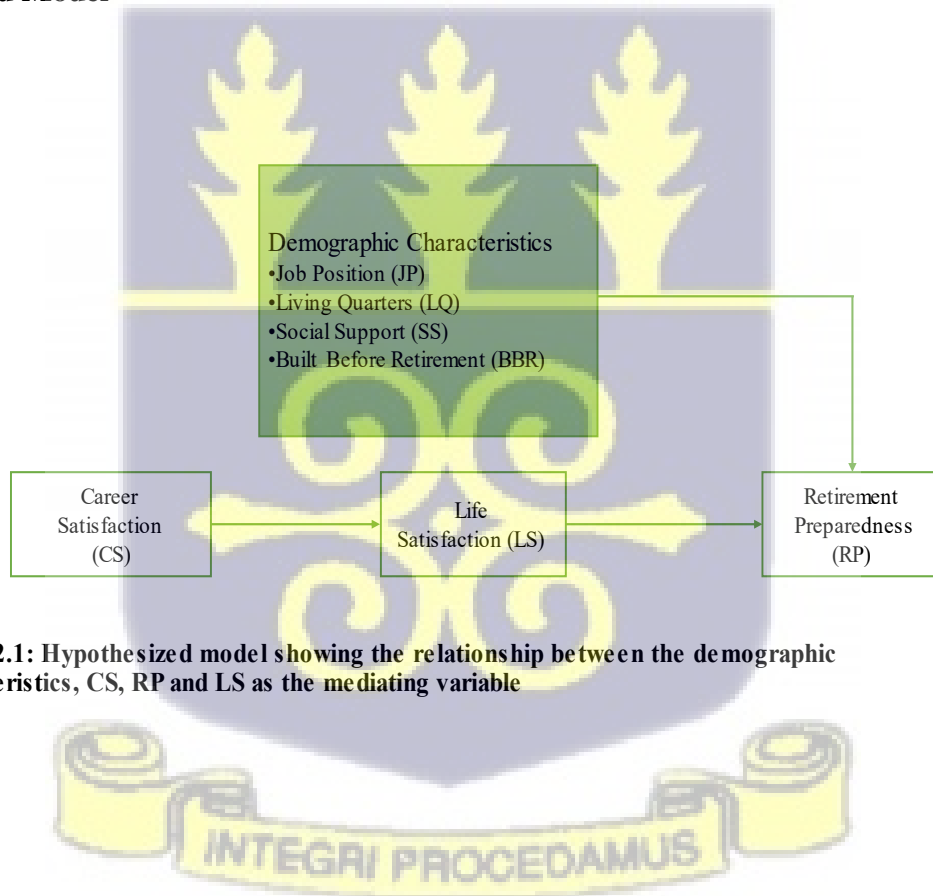 Model
Demographic Characteristics
•Job Position (JP)
•Living Quarters (LQ)
•Social Support (SS)
•Built Before Retirement (BBR)
Career
Satisfaction
(CS)
Life
Satisfaction (LS)
Retirement
Preparedness
(RP)
2.1: Hypothesized model showing the relationship between the demographic
eristics, CS, RP and LS as the mediating variable
INTEGRI PROCEDAMUS